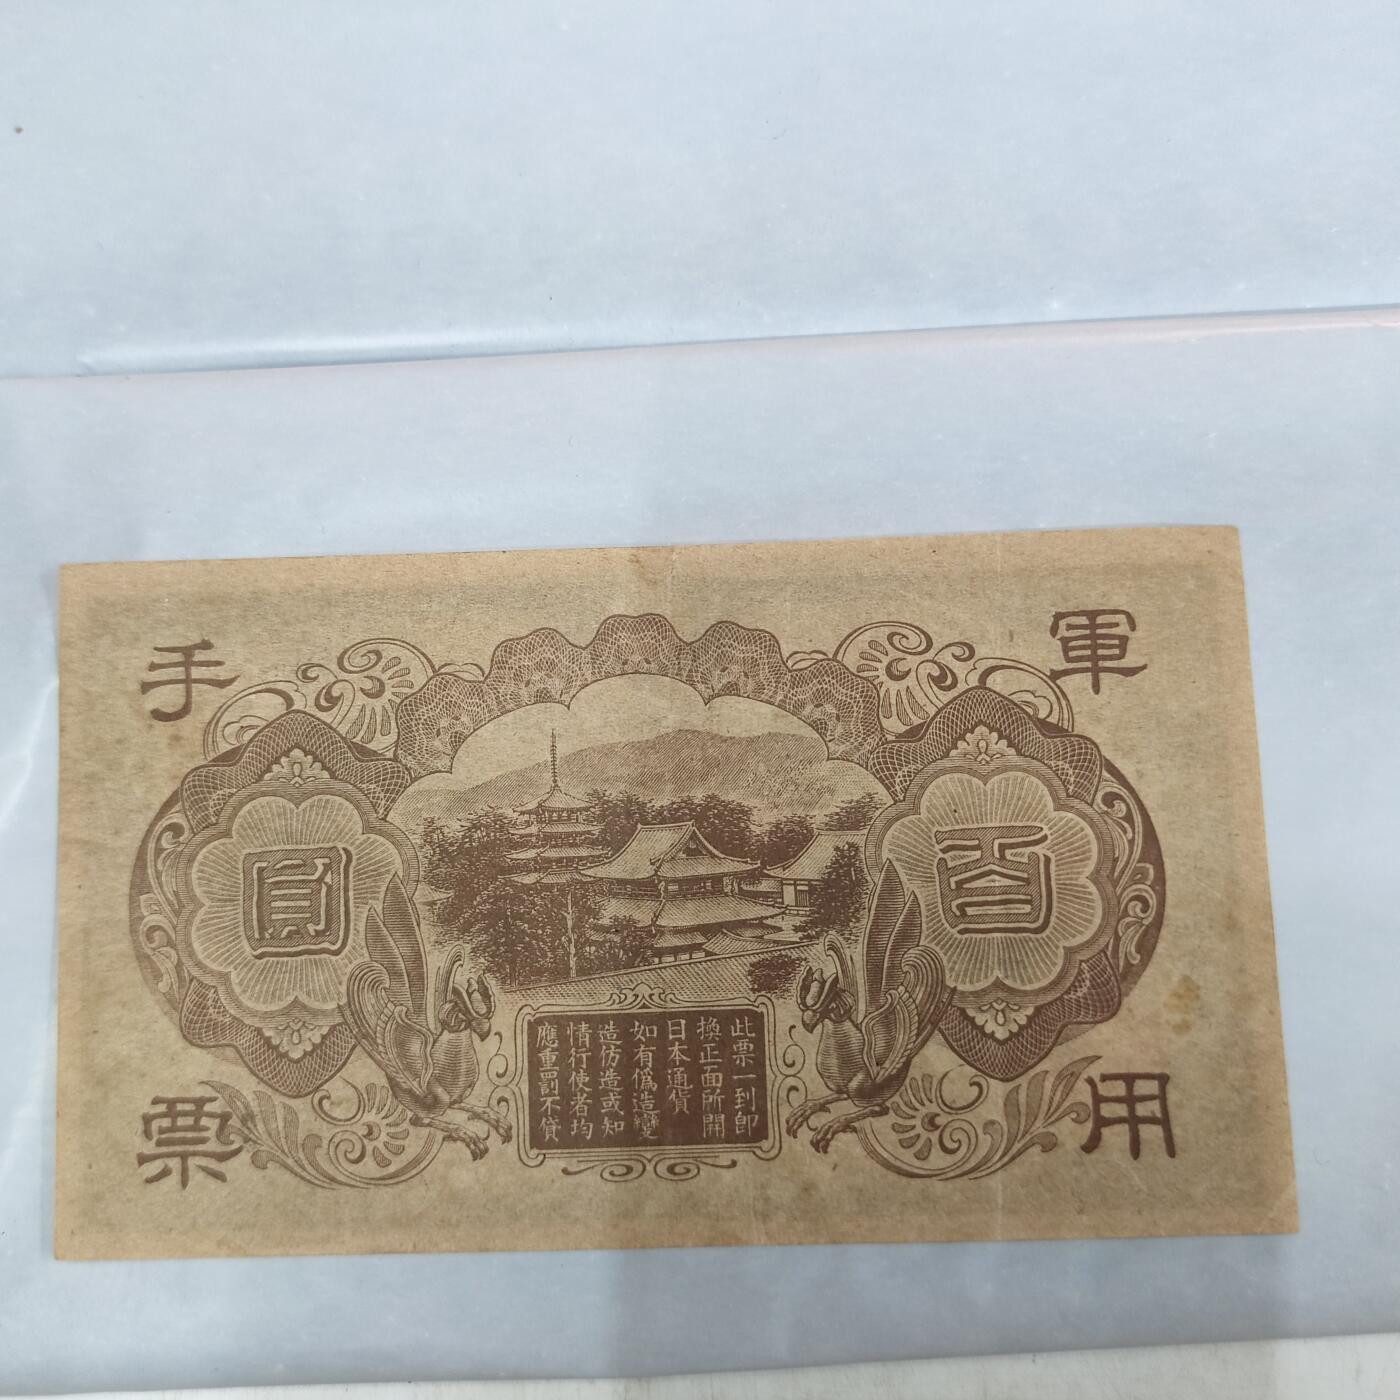 軍用
手票
百
圓
此票一到即
換正面所開
日本通貨
如有偽造變
造仿造或知
情行使者均
應重罰不貸